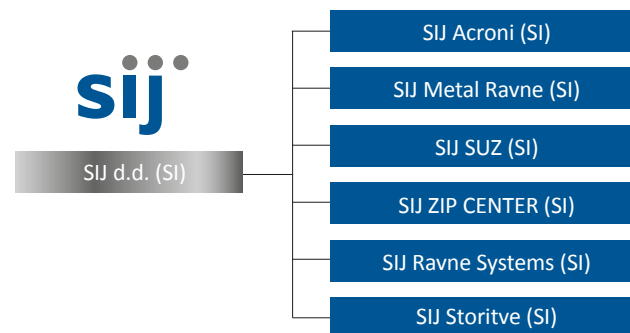 sij
SIJ d.d. (SI)
SIJ Acroni (SI)
SIJ Metal Ravne (SI)
SIJ SUZ (SI)
SIJ ZIP CENTER (SI)
SIJ Ravne Systems (SI)
SIJ Storitve (SI)